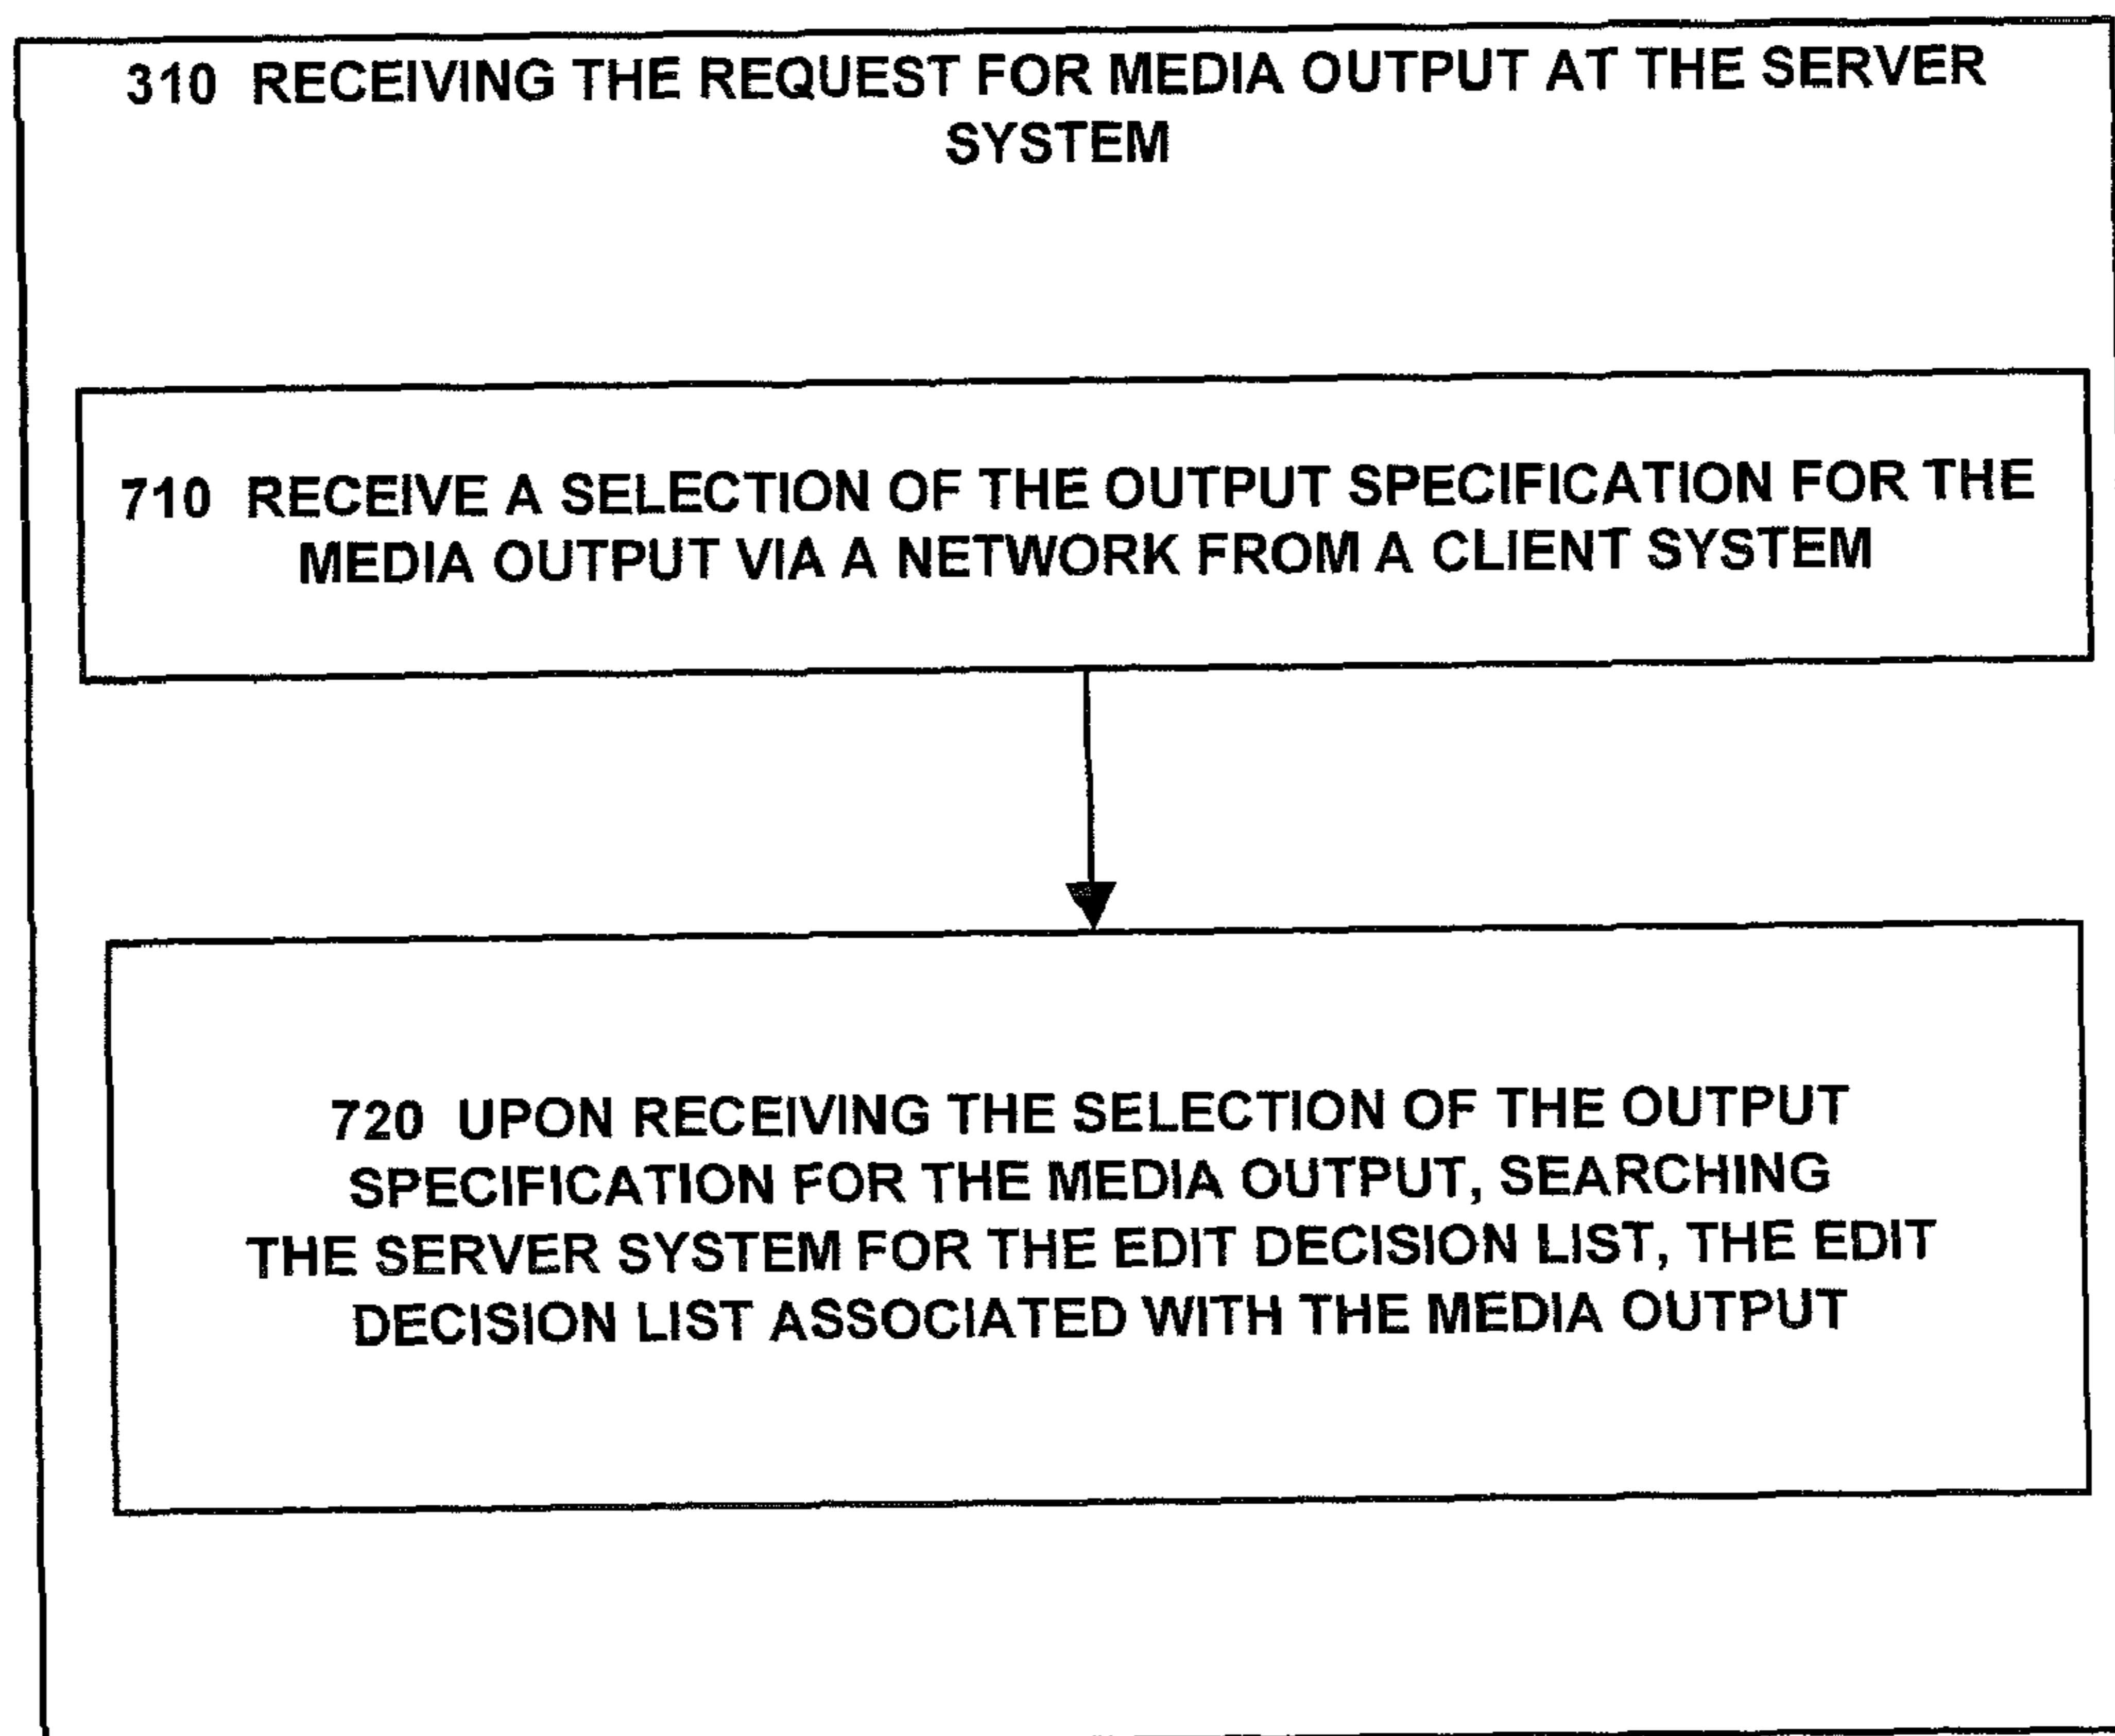 310 RECEIVING THE REQUEST FOR MEDIA OUTPUT AT THE SERVER
SYSTEM
710 RECEIVE A SELECTION OF THE OUTPUT SPECIFICATION FOR THE
MEDIA OUTPUT VIA A NETWORK FROM A CLIENT SYSTEM
720 UPON RECEIVING THE SELECTION OF THE OUTPUT
SPECIFICATION FOR THE MEDIA OUTPUT, SEARCHING
THE SERVER SYSTEM FOR THE EDIT DECISION LIST, THE EDIT
DECISION LIST ASSOCIATED WITH THE MEDIA OUTPUT